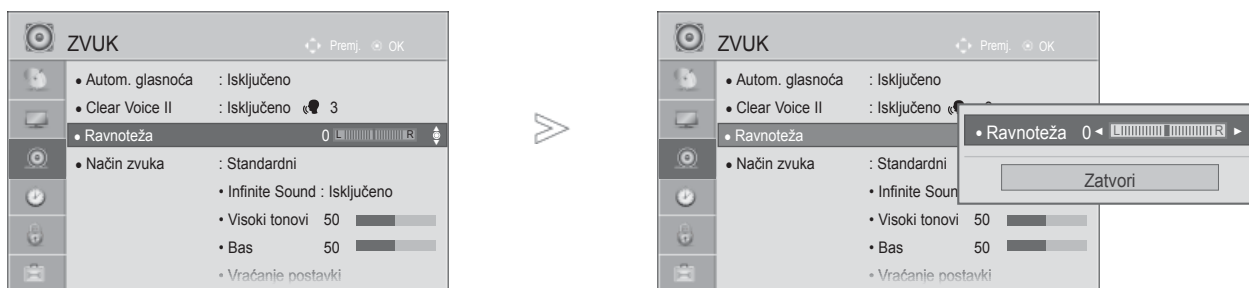 ZVUK
Premj. OK
• Autom. glasnoća : Isključeno
• Clear Voice II : Isključeno 3
• Ravnoteža 0 L R
• Način zvuka : Standardni
• Infinite Sound : Isključeno
• Visoki tonovi 50
• Bas 50
• Vraćanje postavki
ZVUK
Premj. OK
• Autom. glasnoća : Isključeno
• Clear Voice II : Isključeno
• Ravnoteža
• Način zvuka : Standardni
• Infinite Soun
• Visoki tonovi 50
• Bas 50
• Vraćanje postavki
• Ravnoteža 0 L R
Zatvori